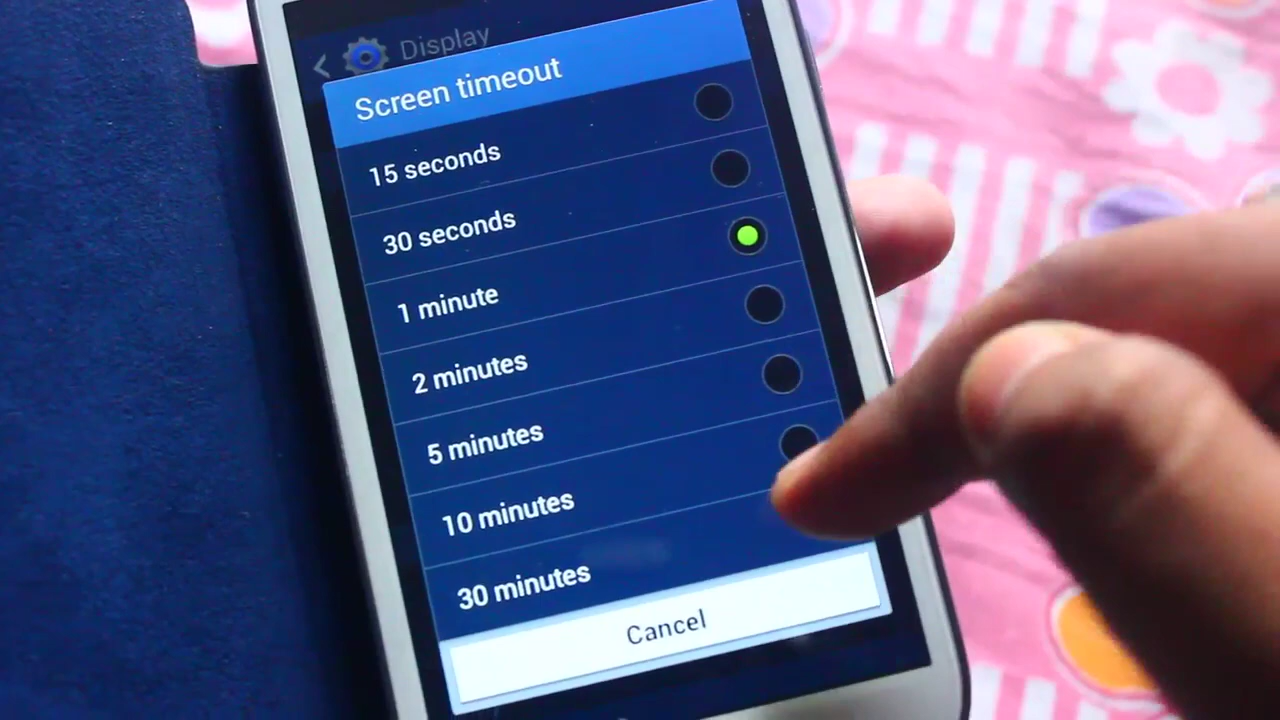 Display
Screen timeout
15 seconds
30 seconds
1 minute
2 minutes
5 minutes
10 minutes
30 minutes
Cancel